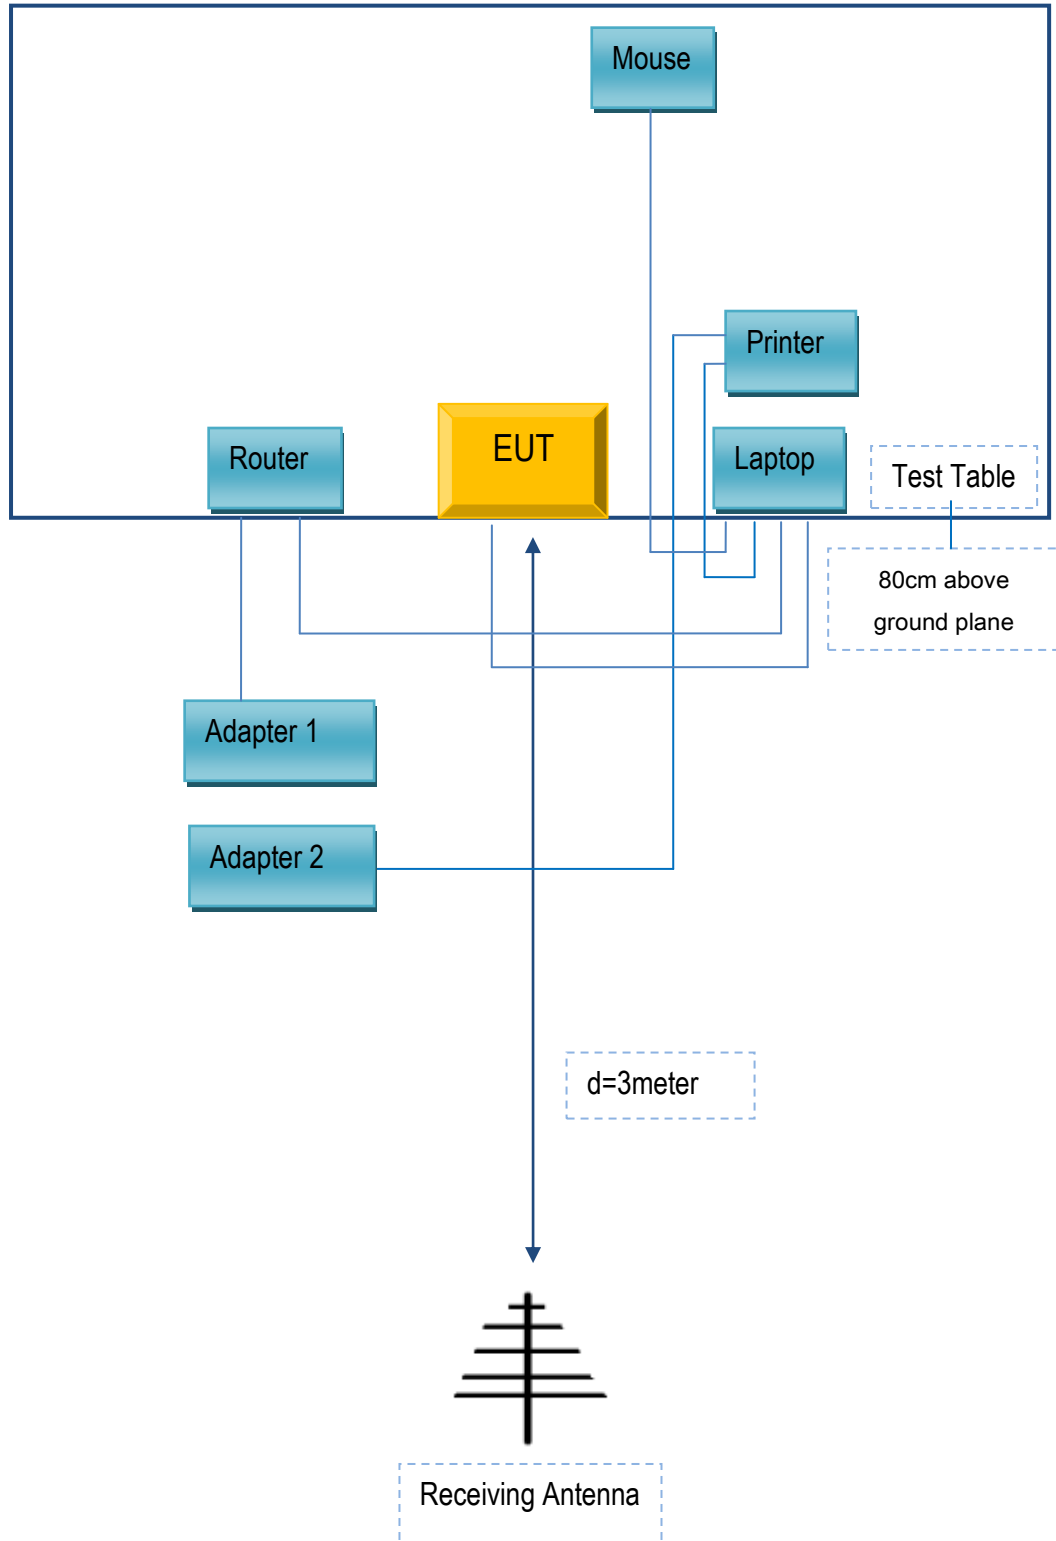 Mouse
Printer
Router
EUT
Laptop
Test Table
80cm above
ground plane
Adapter 1
Adapter 2
d=3meter
Receiving Antenna